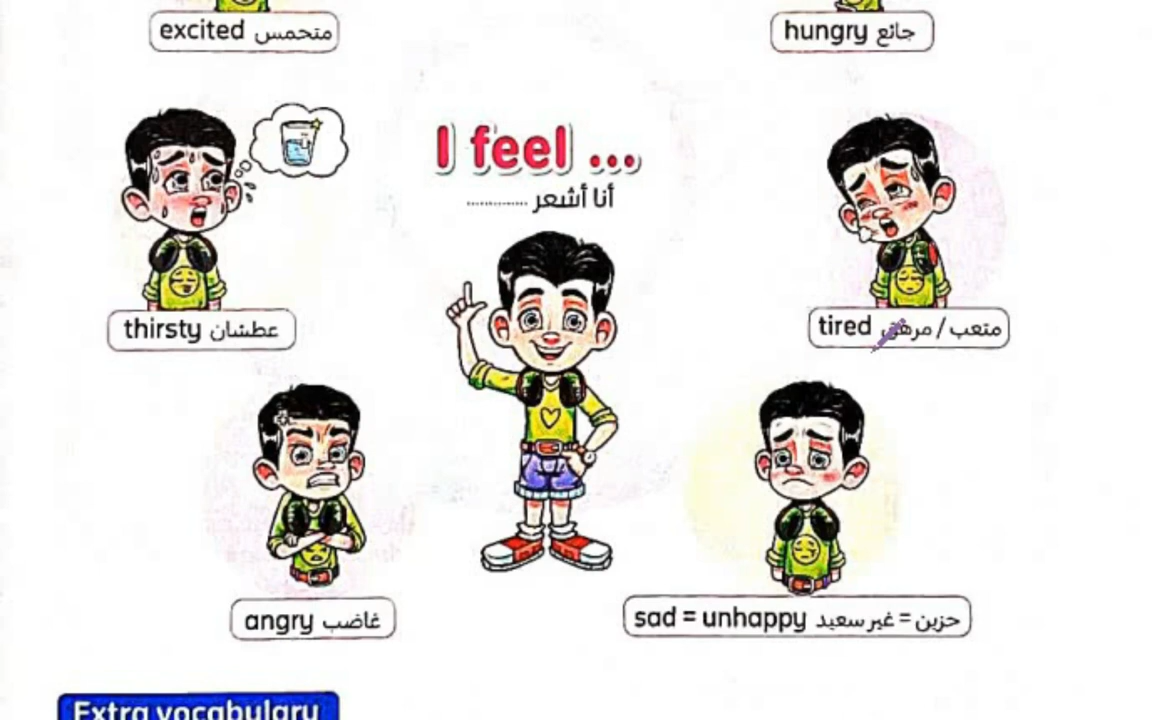 excited متحمس
hungry جائع
I feel ...
أنا أشعر ............
thirsty عطشان
tired متعب / مرهق
angry غاضب
sad = unhappy حزين = غير سعيد
Extra vocabulary